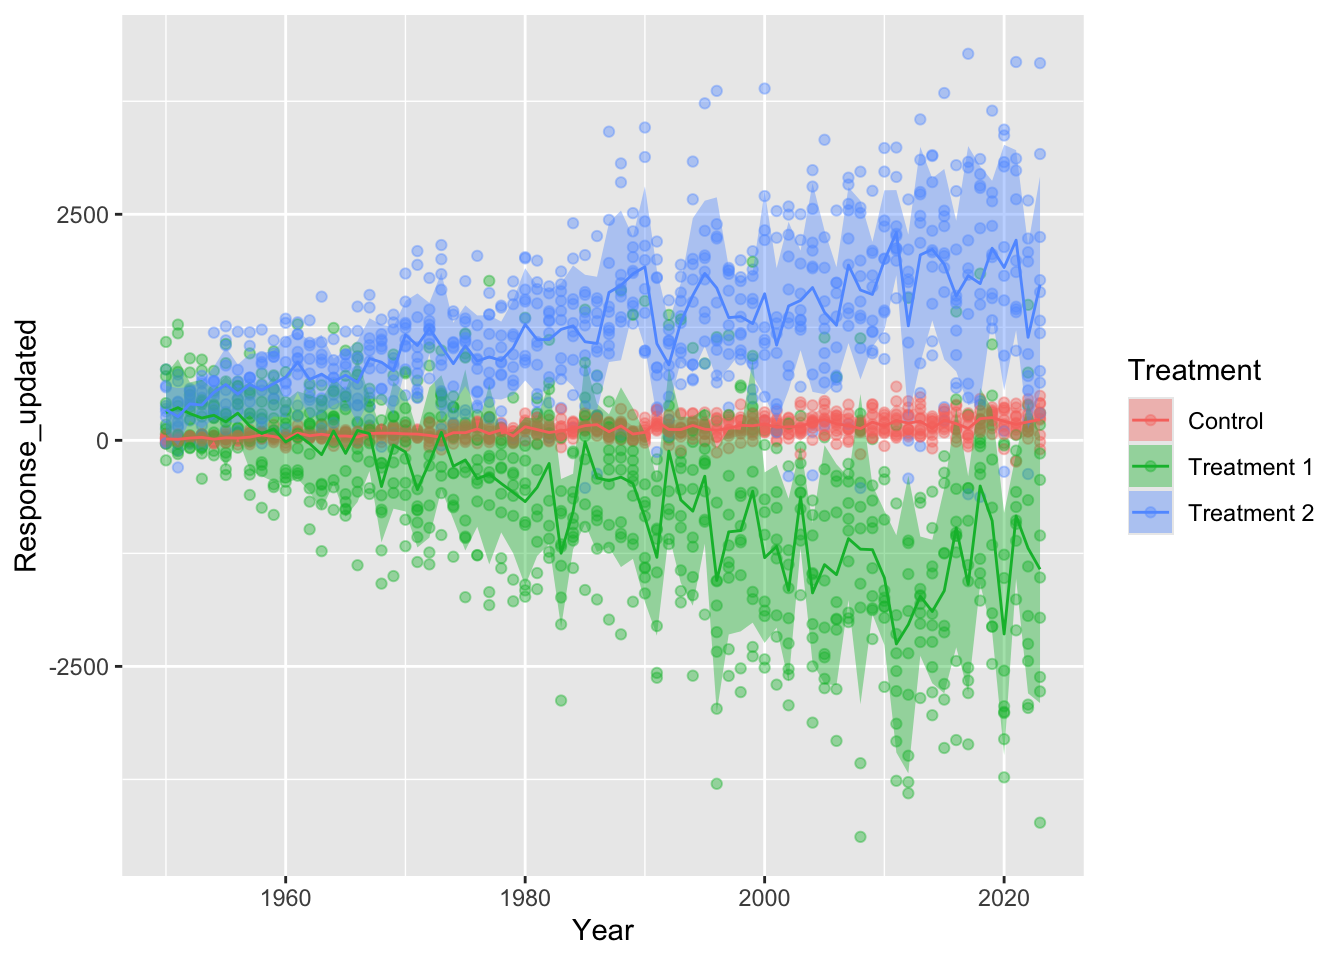 Response_updated
2500
0
-2500
1960
1980
2000
2020
Year
Treatment
Control
Treatment 1
Treatment 2